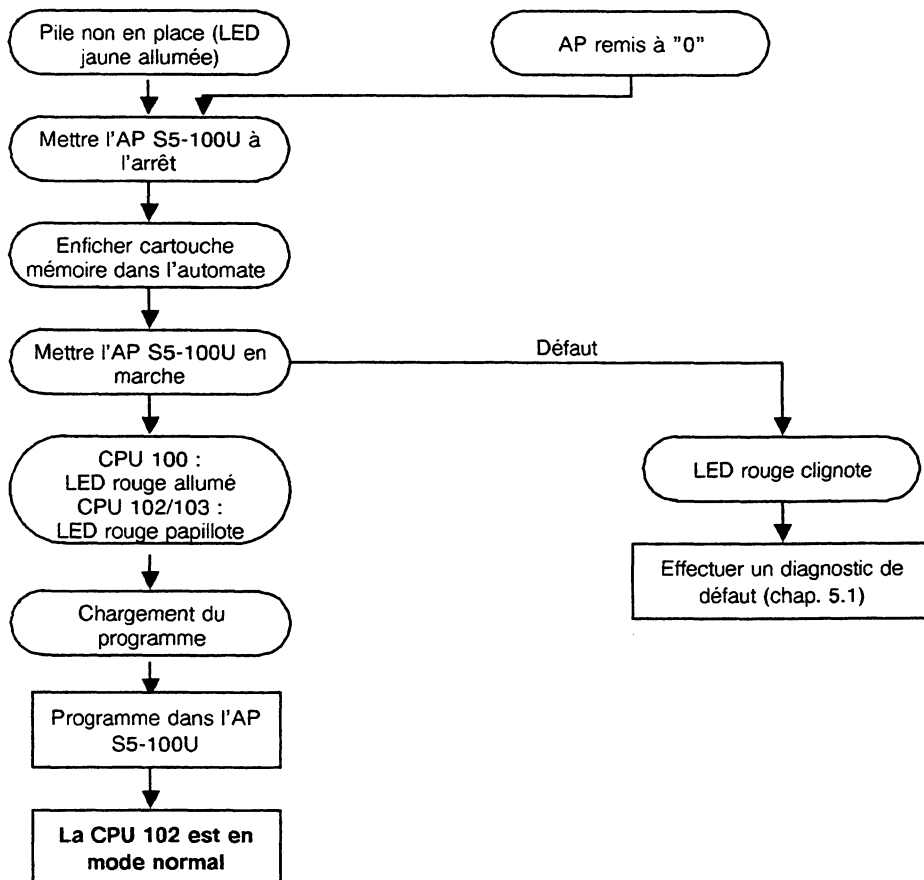 Pile non en place (LED
jaune allumée)
AP remis à "0"
Mettre l'AP S5-100U à
l'arrêt
Enficher cartouche
mémoire dans l'automate
Mettre l'AP S5-100U en
marche
Défaut
CPU 100 :
LED rouge allumé
CPU 102/103 :
LED rouge papillote
LED rouge clignote
Effectuer un diagnostic de
défaut (chap. 5.1)
Chargement du
programme
Programme dans l'AP
S5-100U
La CPU 102 est en
mode normal